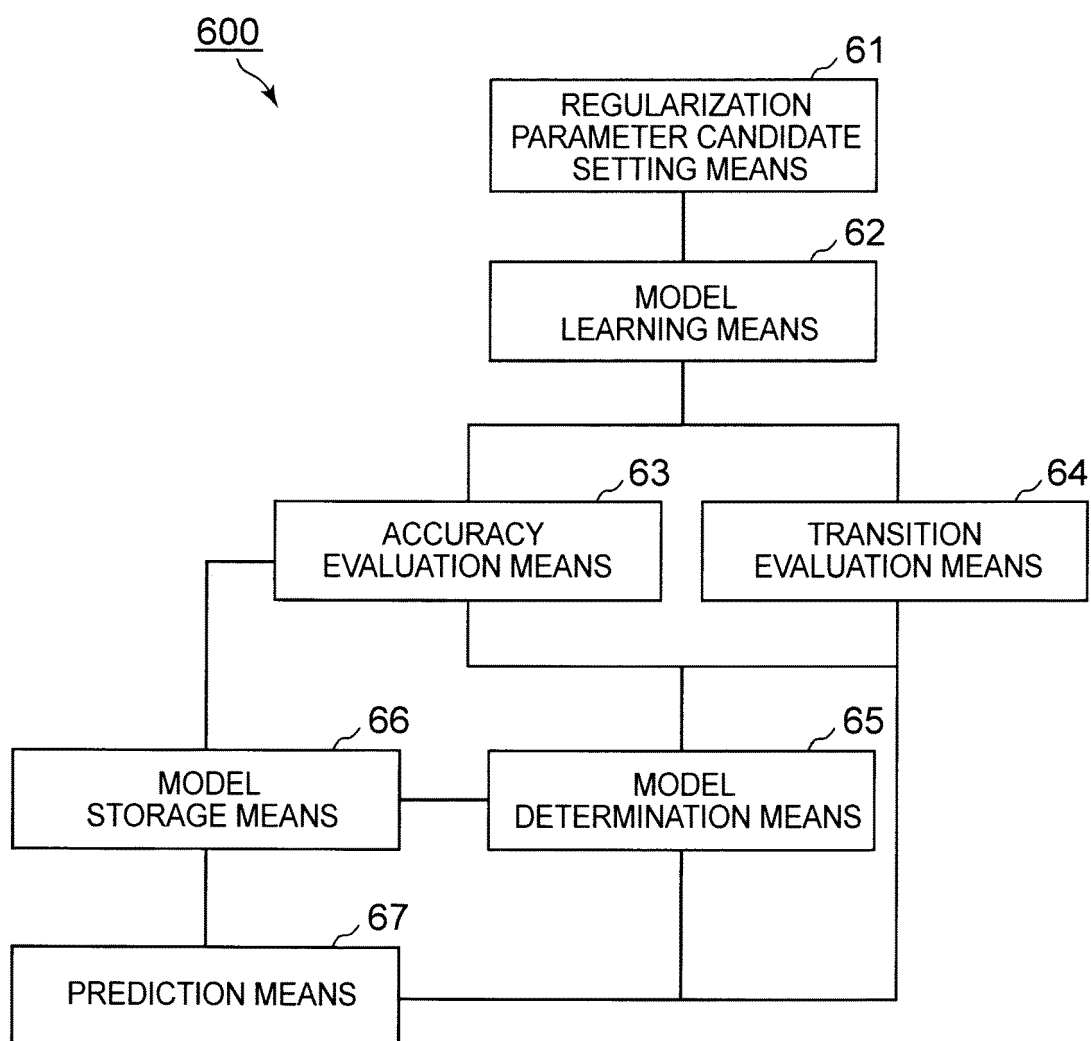 600
61
REGULARIZATION
PARAMETER CANDIDATE
SETTING MEANS
62
MODEL
LEARNING MEANS
63
ACCURACY
EVALUATION MEANS
64
TRANSITION
EVALUATION MEANS
66
MODEL
STORAGE MEANS
65
MODEL
DETERMINATION MEANS
67
PREDICTION MEANS